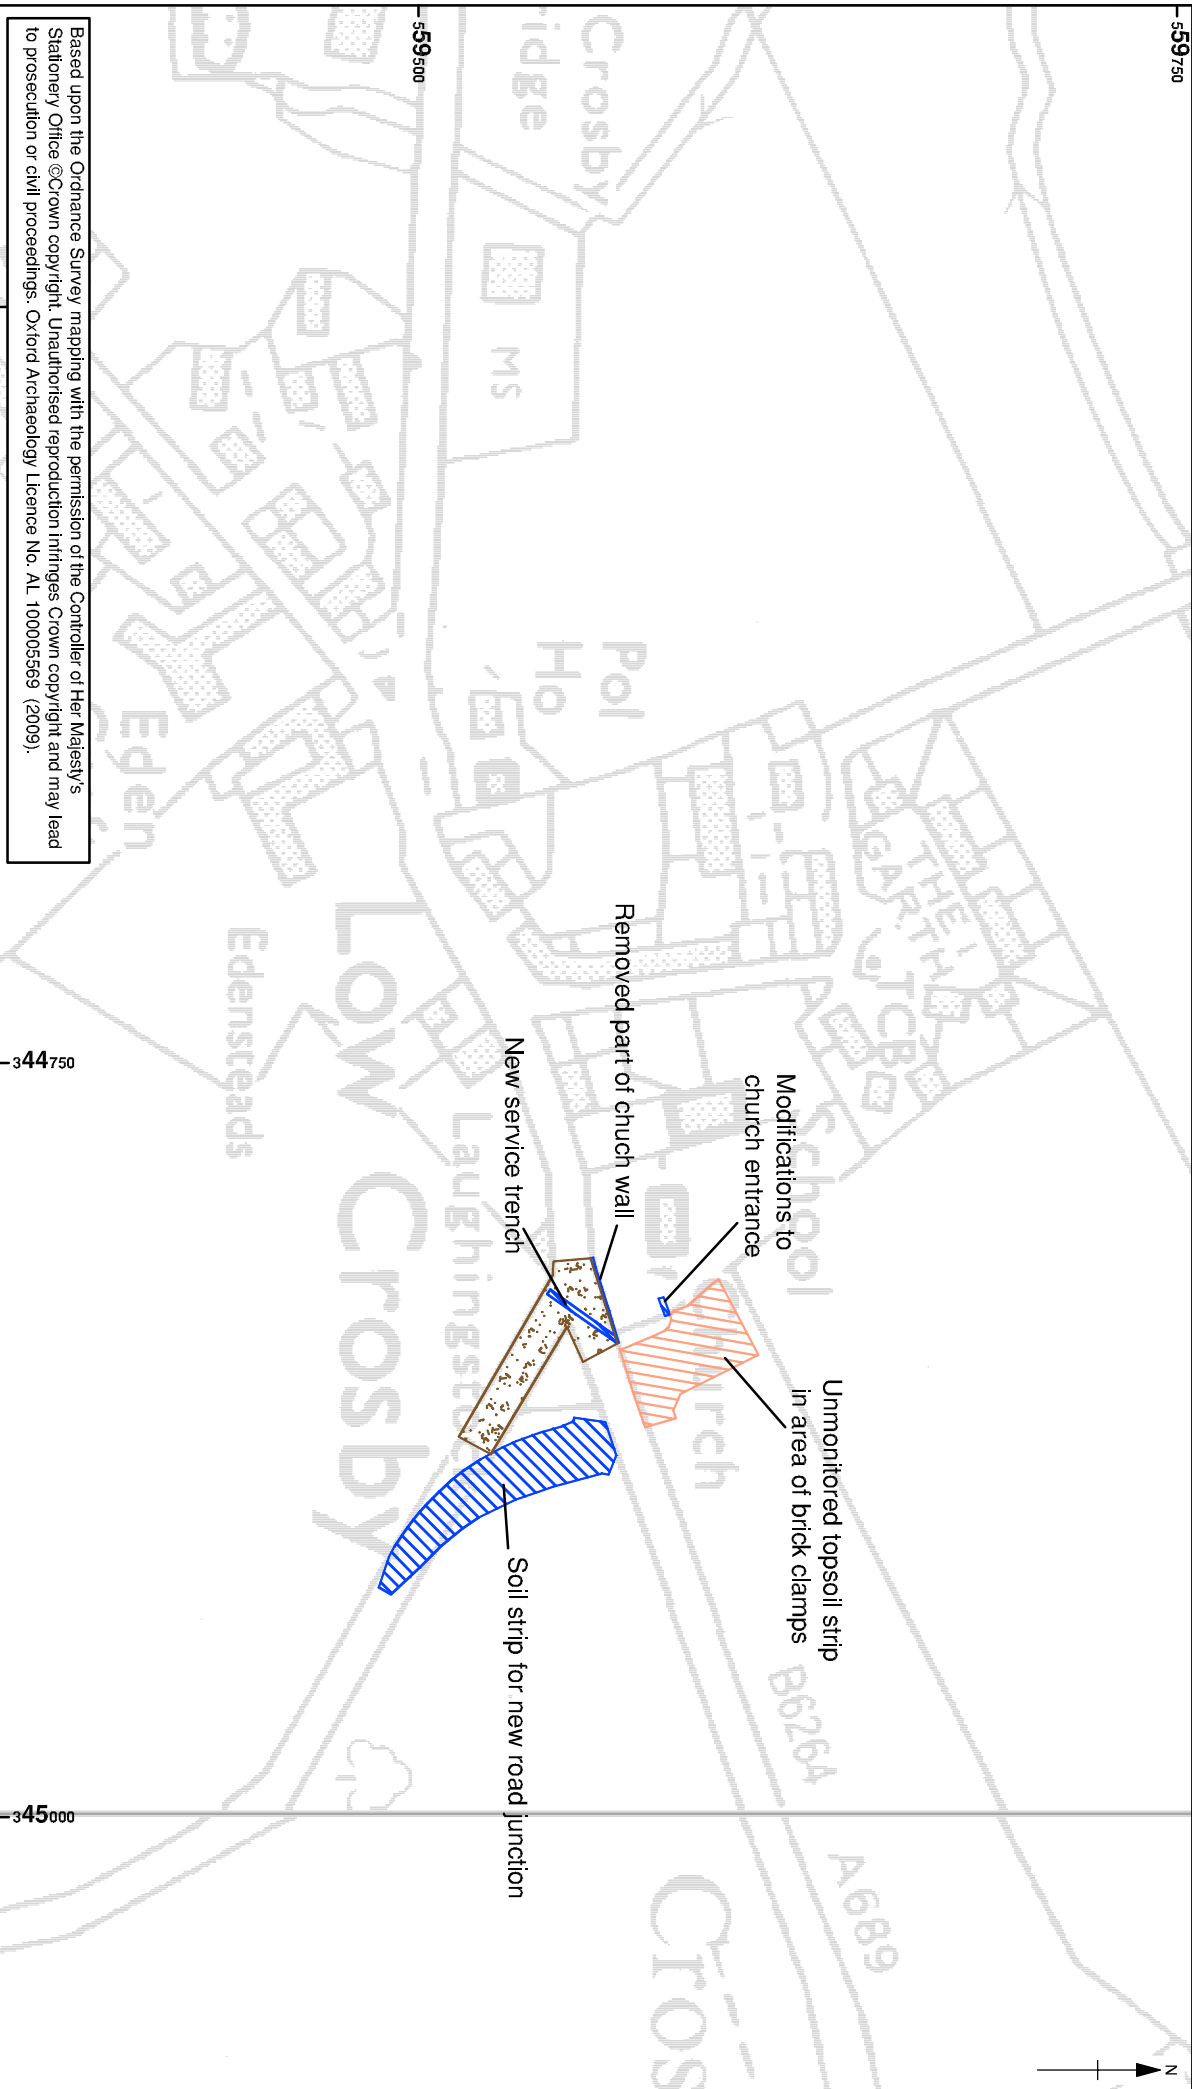 559750
559500
Crosby
ridge
MS
Pol
Ho
THE
GARTH
TCB
School
Church
Modifications to
church entrance
Unmonitored topsoil strip
in area of brick clamps
Removed part of chuch wall
New service trench
Soil strip for new road junction
B6264
A689
Cros
Laughingstead
Low Crosby
Edensteads
Eden
344750
345000
N
Based upon the Ordnance Survey mapping with the permission of the Controller of Her Majesty's
Stationery Office ©Crown copyright. Unauthorised reproduction infringes Crown copyright and may lead
to prosecution or civil proceedings. Oxford Archaeology Licence No. AL 100005569 (2009).